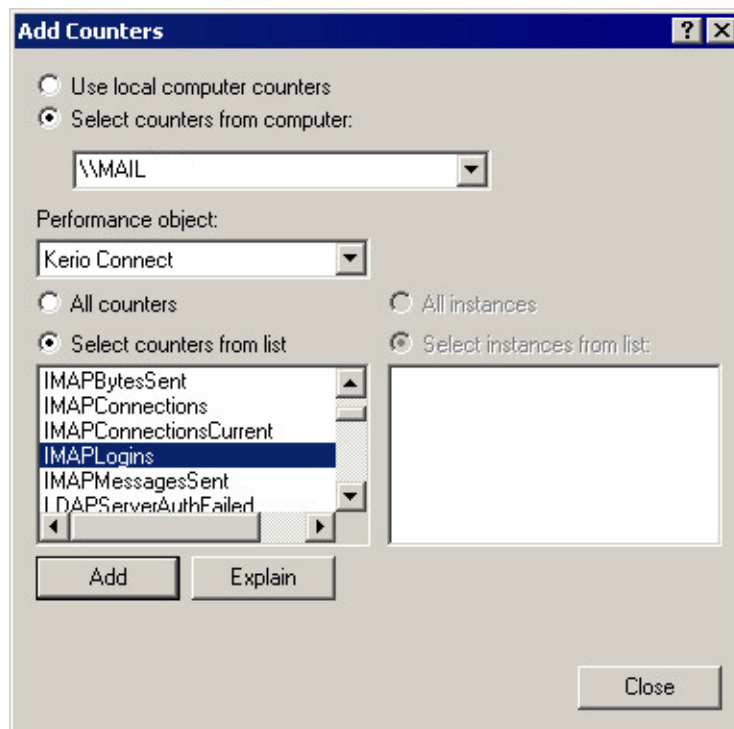 Add Counters
Use local computer counters
Select counters from computer:
\\MAIL
Performance object:
Kerio Connect
All counters
All instances
Select counters from list
Select instances from list:
IMAPBytesSent
IMAPConnections
IMAPConnectionsCurrent
IMAPLogins
IMAPMessagesSent
LDAPServerAuthFailed
Add
Explain
Close